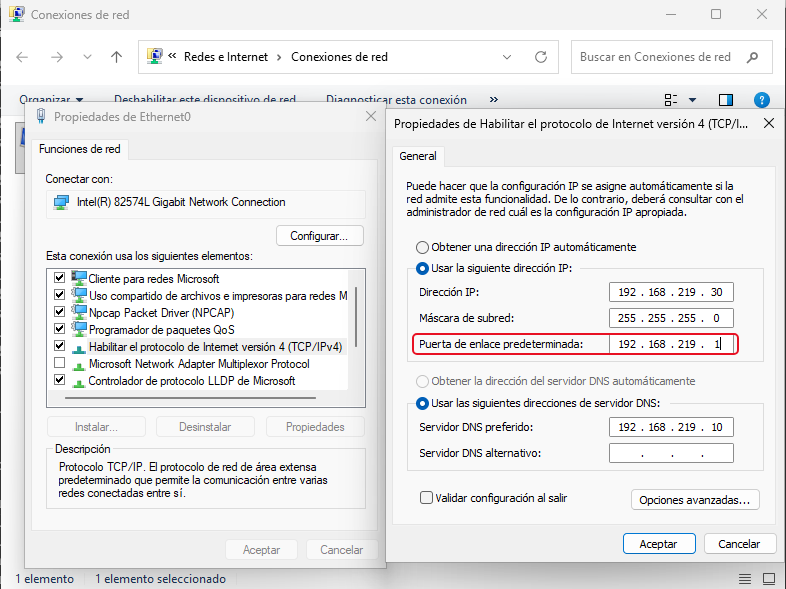 Conexiones de red
« Redes e Internet › Conexiones de red
Buscar en Conexiones de red
Organizar Deshabilitar este dispositivo de red Diagnosticar esta conexión »
?
Propiedades de Ethernet0
Funciones de red
Conectar con:
Intel(R) 82574L Gigabit Network Connection
Configurar...
Esta conexión usa los siguientes elementos:
Cliente para redes Microsoft
Uso compartido de archivos e impresoras para redes M
Npcap Packet Driver (NPCAP)
Programador de paquetes QoS
Habilitar el protocolo de Internet versión 4 (TCP/IPv4)
Microsoft Network Adapter Multiplexor Protocol
Controlador de protocolo LLDP de Microsoft
Instalar... Desinstalar Propiedades
Descripción
Protocolo TCP/IP. El protocolo de red de área extensa
predeterminado que permite la comunicación entre varias
redes conectadas entre sí.
Aceptar Cancelar
Propiedades de Habilitar el protocolo de Internet versión 4 (TCP/I...
General
Puede hacer que la configuración IP se asigne automáticamente si la
red admite esta funcionalidad. De lo contrario, deberá consultar con el
administrador de red cuál es la configuración IP apropiada.
Obtener una dirección IP automáticamente
Usar la siguiente dirección IP:
Dirección IP: 192 . 168 . 219 . 30
Máscara de subred: 255 . 255 . 255 . 0
Puerta de enlace predeterminada: 192 . 168 . 219 . 1
Obtener la dirección del servidor DNS automáticamente
Usar las siguientes direcciones de servidor DNS:
Servidor DNS preferido: 192 . 168 . 219 . 10
Servidor DNS alternativo: . . .
Validar configuración al salir
Opciones avanzadas...
Aceptar Cancelar
1 elemento 1 elemento seleccionado